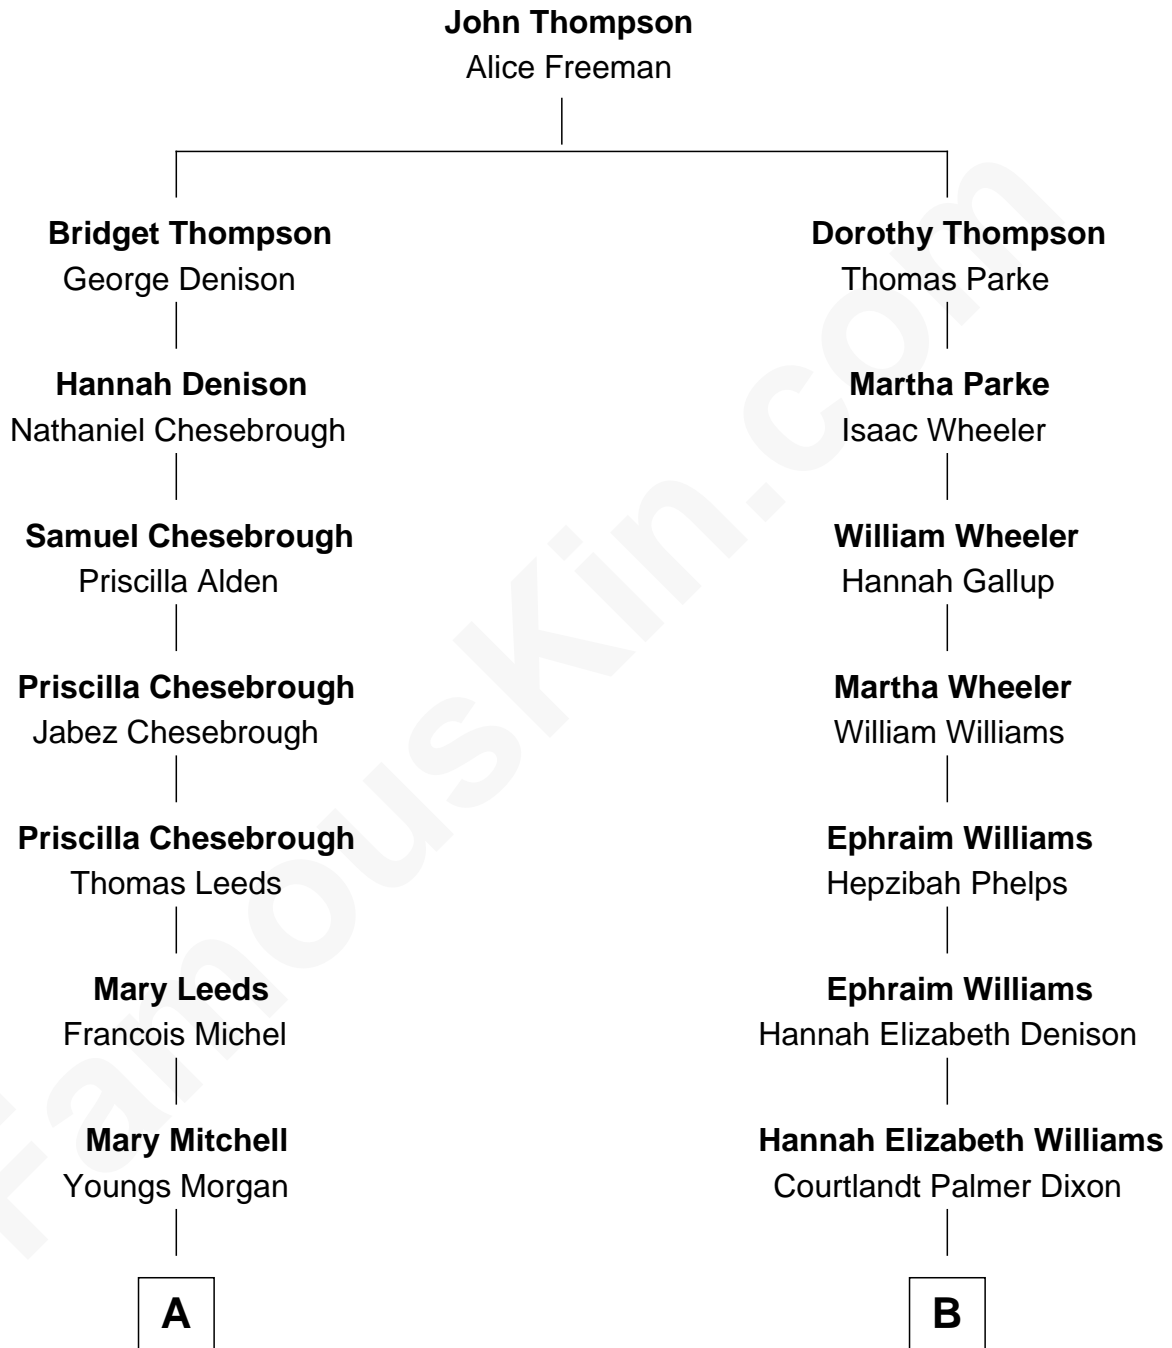 John Thompson
Alice Freeman
Bridget Thompson
George Denison
Dorothy Thompson
Thomas Parke
Hannah Denison
Nathaniel Chesebrough
Martha Parke
Isaac Wheeler
Samuel Chesebrough
Priscilla Alden
William Wheeler
Hannah Gallup
Priscilla Chesebrough
Jabez Chesebrough
Martha Wheeler
William Williams
Priscilla Chesebrough
Thomas Leeds
Ephraim Williams
Hepzibah Phelps
Mary Leeds
Francois Michel
Ephraim Williams
Hannah Elizabeth Denison
Mary Mitchell
Youngs Morgan
Hannah Elizabeth Williams
Courtlandt Palmer Dixon
A
B
FamousKin.com